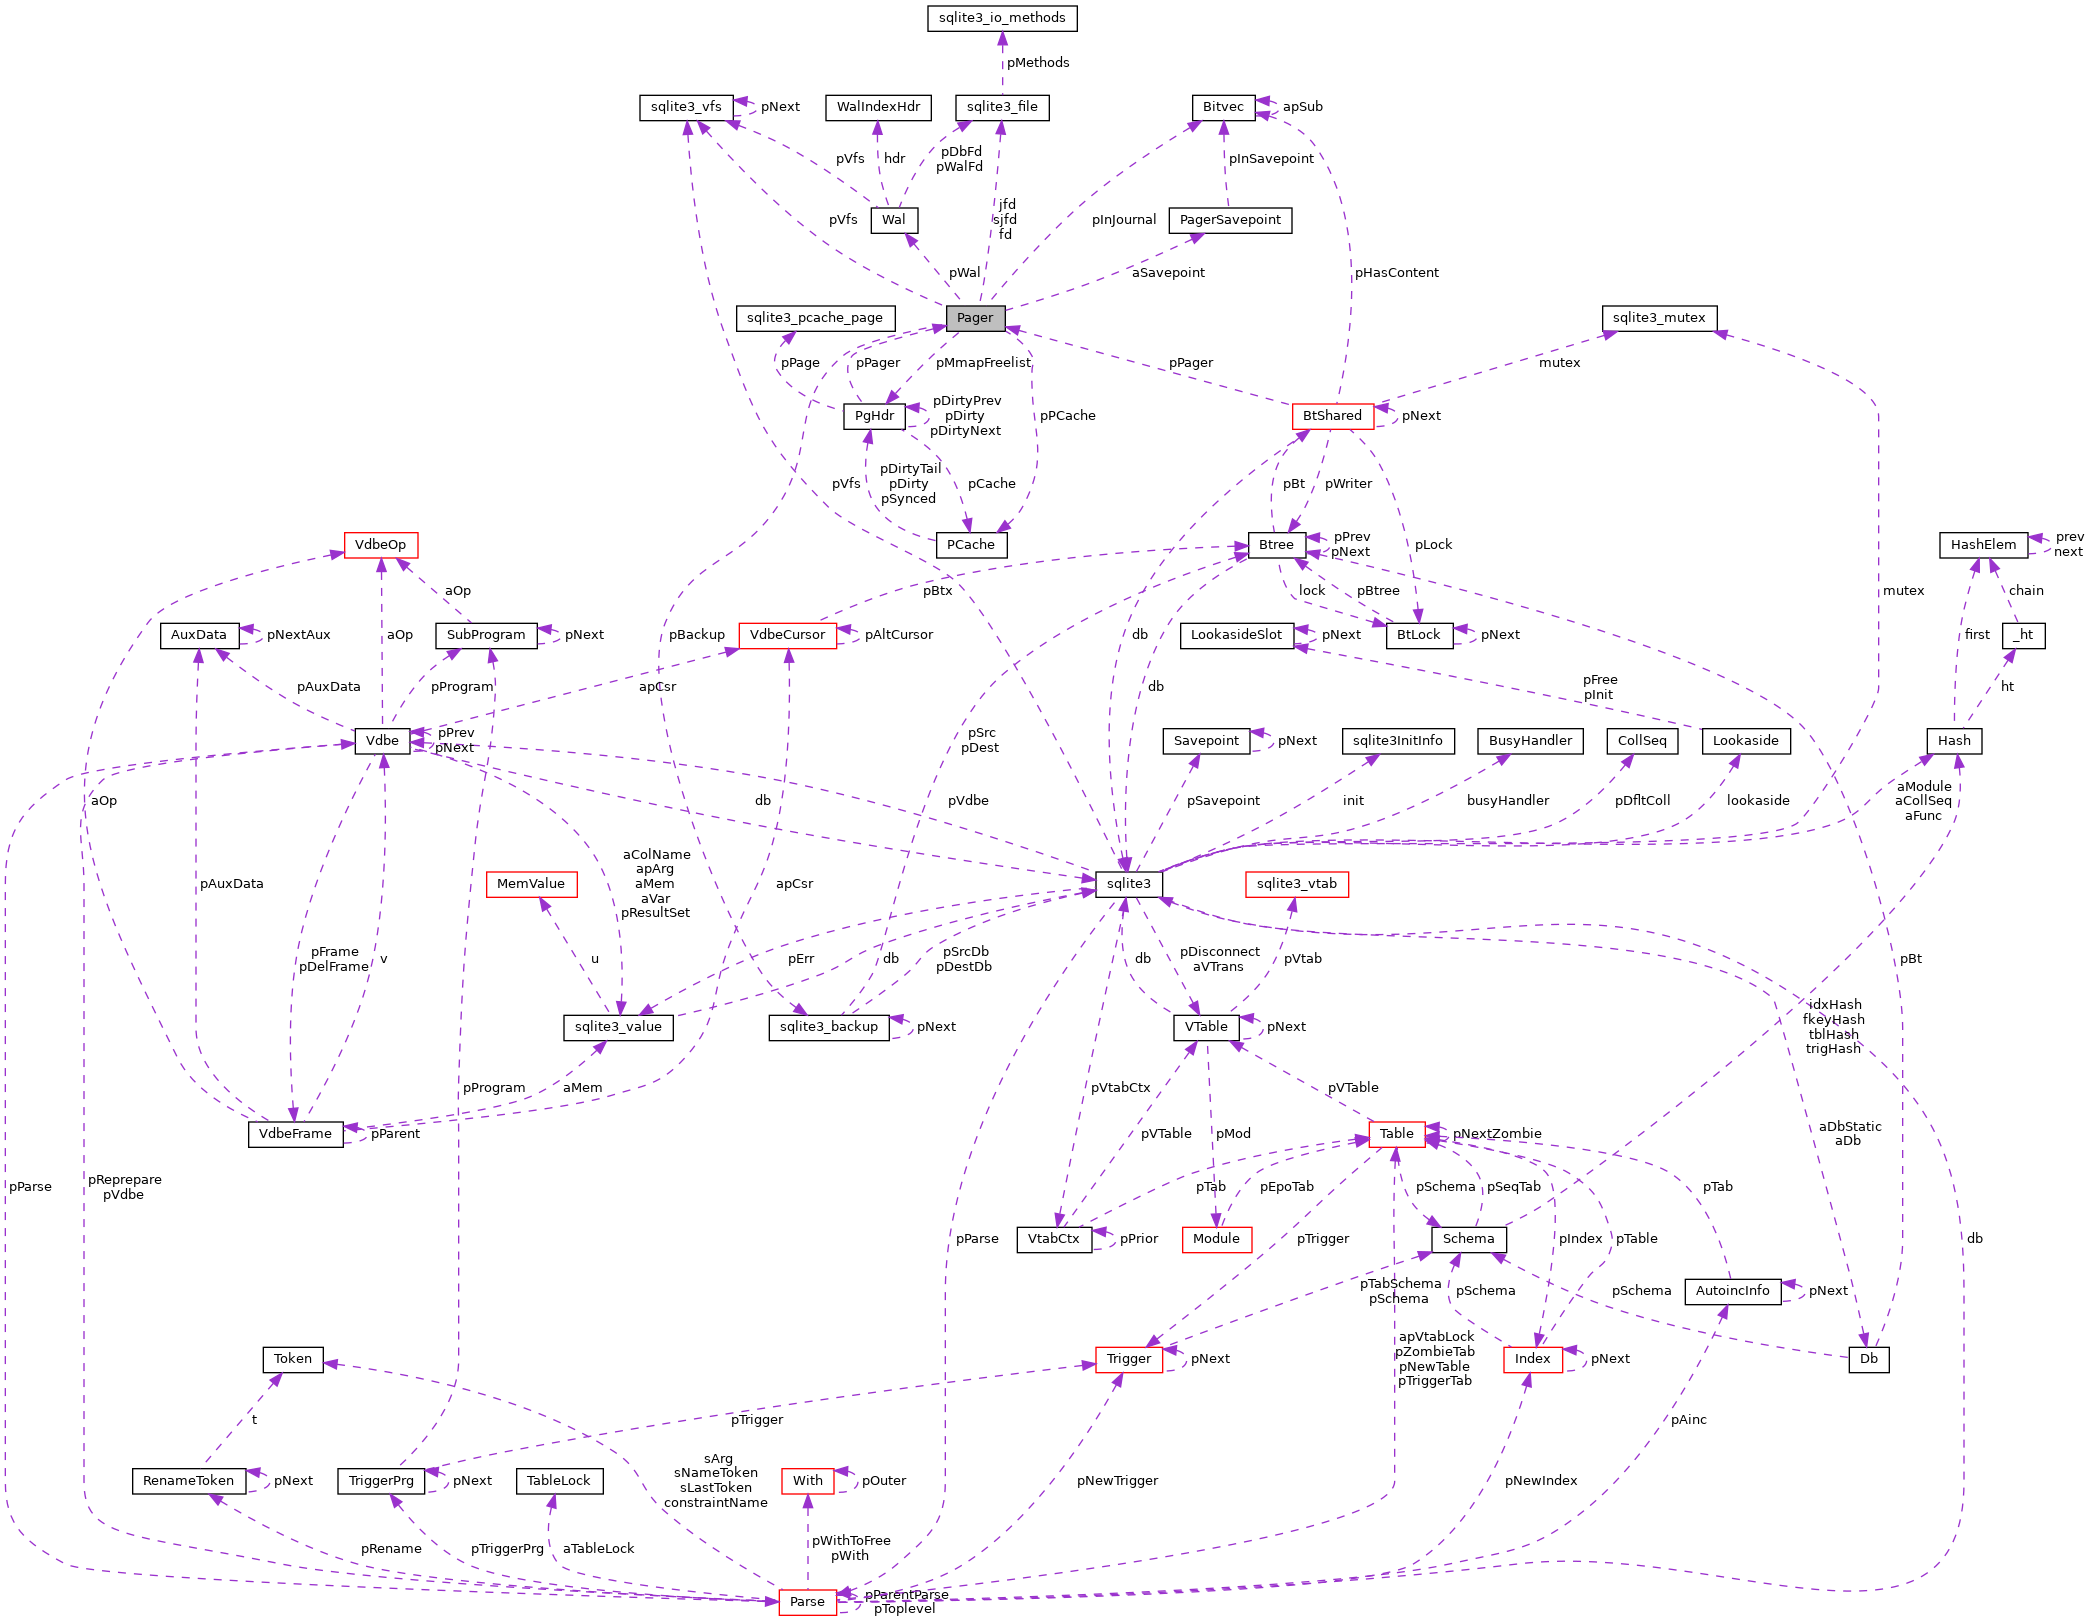 sqlite3_io_methods
pMethods
sqlite3_vfs
pNext
WalIndexHdr
sqlite3_file
Bitvec
apSub
pVfs
hdr
pDbFd
pWalFd
pInSavepoint
pVfs
Wal
jfd
sjfd
fd
pInJournal
PagerSavepoint
pWal
aSavepoint
pHasContent
sqlite3_pcache_page
Pager
sqlite3_mutex
pPage
pPager
pMmapFreelist
pPager
mutex
PgHdr
pDirtyPrev
pDirty
pDirtyNext
pPCache
BtShared
pNext
pVfs
pDirtyTail
pDirty
pSynced
pCache
pBt
pWriter
VdbeOp
PCache
Btree
pPrev
pNext
pLock
HashElem
prev
next
aOp
pBtx
lock
pBtree
mutex
chain
AuxData
pNextAux
aOp
SubProgram
pNext
pBackup
VdbeCursor
pAltCursor
db
LookasideSlot
pNext
BtLock
pNext
first
_ht
pAuxData
pProgram
apCsr
db
pFree
pInit
ht
Vdbe
pPrev
pNext
pSrc
pDest
Savepoint
pNext
sqlite3InitInfo
BusyHandler
CollSeq
Lookaside
Hash
aOp
db
pVdbe
pSavepoint
init
busyHandler
pDfltColl
lookaside
aModule
aCollSeq
aFunc
pAuxData
MemValue
aColName
apArg
aMem
aVar
pResultSet
apCsr
sqlite3
sqlite3_vtab
pFrame
pDelFrame
v
u
pErr
db
pSrcDb
pDestDb
db
pDisconnect
aVTrans
pVtab
pBt
sqlite3_value
sqlite3_backup
pNext
VTable
pNext
idxHash
fkeyHash
tblHash
trigHash
pProgram
aMem
pVtabCtx
pVTable
VdbeFrame
pParent
pVTable
pMod
Table
pNextZombie
aDbStatic
aDb
pParse
pReprepare
pVdbe
pTab
pEpoTab
pSchema
pSeqTab
pTab
pParse
VtabCtx
pPrior
Module
pTrigger
Schema
pIndex
pTable
db
pTabSchema
pSchema
pSchema
pSchema
AutoincInfo
pNext
Token
Trigger
pNext
apVtabLock
pZombieTab
pNewTable
pTriggerTab
Index
pNext
Db
t
pTrigger
pAinc
RenameToken
pNext
TriggerPrg
pNext
TableLock
sArg
sNameToken
sLastToken
constraintName
With
pOuter
pNewTrigger
pNewIndex
pRename
pTriggerPrg
aTableLock
pWithToFree
pWith
Parse
pParentParse
pToplevel